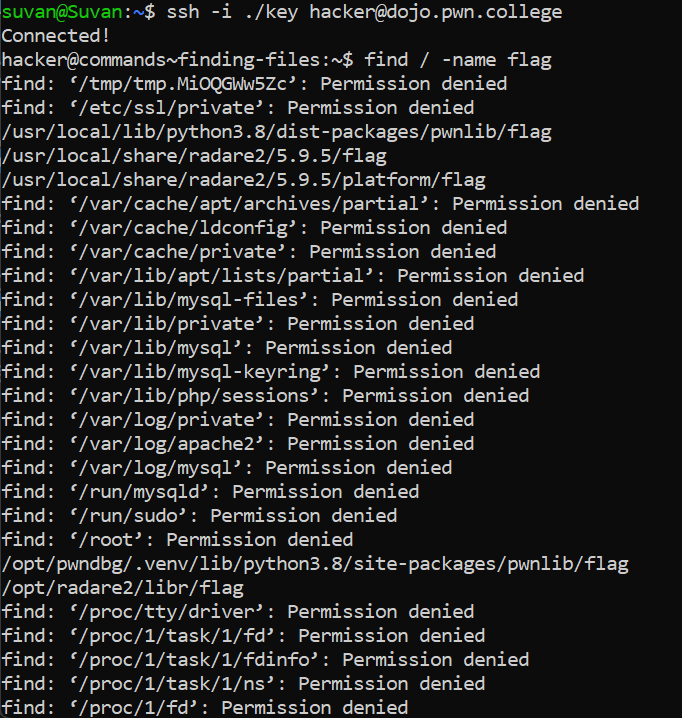 suvan@Suvan:~$ ssh -i ./key hacker@dojo.pwn.college
Connected!
hacker@commands~finding-files:~$ find / -name flag
find: ‘/tmp/tmp.MiOQGWw5Zc’: Permission denied
find: ‘/etc/ssl/private’: Permission denied
/usr/local/lib/python3.8/dist-packages/pwnlib/flag
/usr/local/share/radare2/5.9.5/flag
/usr/local/share/radare2/5.9.5/platform/flag
find: ‘/var/cache/apt/archives/partial’: Permission denied
find: ‘/var/cache/ldconfig’: Permission denied
find: ‘/var/cache/private’: Permission denied
find: ‘/var/lib/apt/lists/partial’: Permission denied
find: ‘/var/lib/mysql-files’: Permission denied
find: ‘/var/lib/private’: Permission denied
find: ‘/var/lib/mysql’: Permission denied
find: ‘/var/lib/mysql-keyring’: Permission denied
find: ‘/var/lib/php/sessions’: Permission denied
find: ‘/var/log/private’: Permission denied
find: ‘/var/log/apache2’: Permission denied
find: ‘/var/log/mysql’: Permission denied
find: ‘/run/mysqld’: Permission denied
find: ‘/run/sudo’: Permission denied
find: ‘/root’: Permission denied
/opt/pwndbg/.venv/lib/python3.8/site-packages/pwnlib/flag
/opt/radare2/libr/flag
find: ‘/proc/tty/driver’: Permission denied
find: ‘/proc/1/task/1/fd’: Permission denied
find: ‘/proc/1/task/1/fdinfo’: Permission denied
find: ‘/proc/1/task/1/ns’: Permission denied
find: ‘/proc/1/fd’: Permission denied